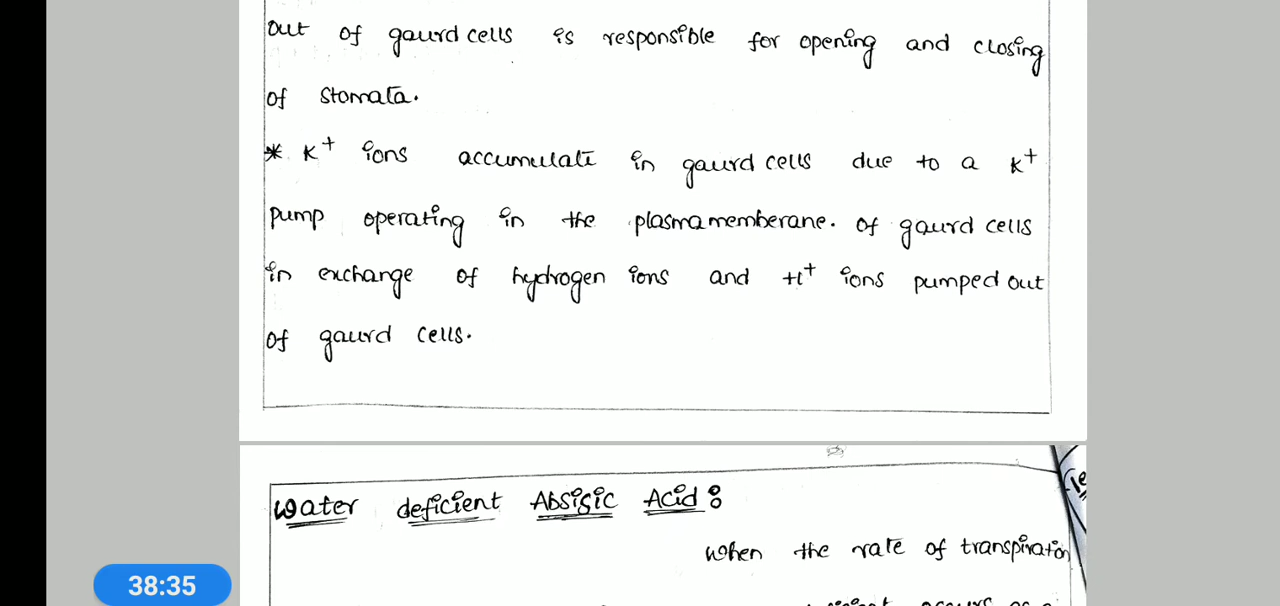 out of gaurd cells is responsible for opening and closing
of stomata.
* K+ ions accumulate in gaurd cells due to a K+
pump operating in the plasma memberane. of gaurd cells
in exchange of hydrogen ions and H+ ions pumped out
of gaurd cells.
Water deficient Absisic Acid :
when the rate of transpiration
38:35